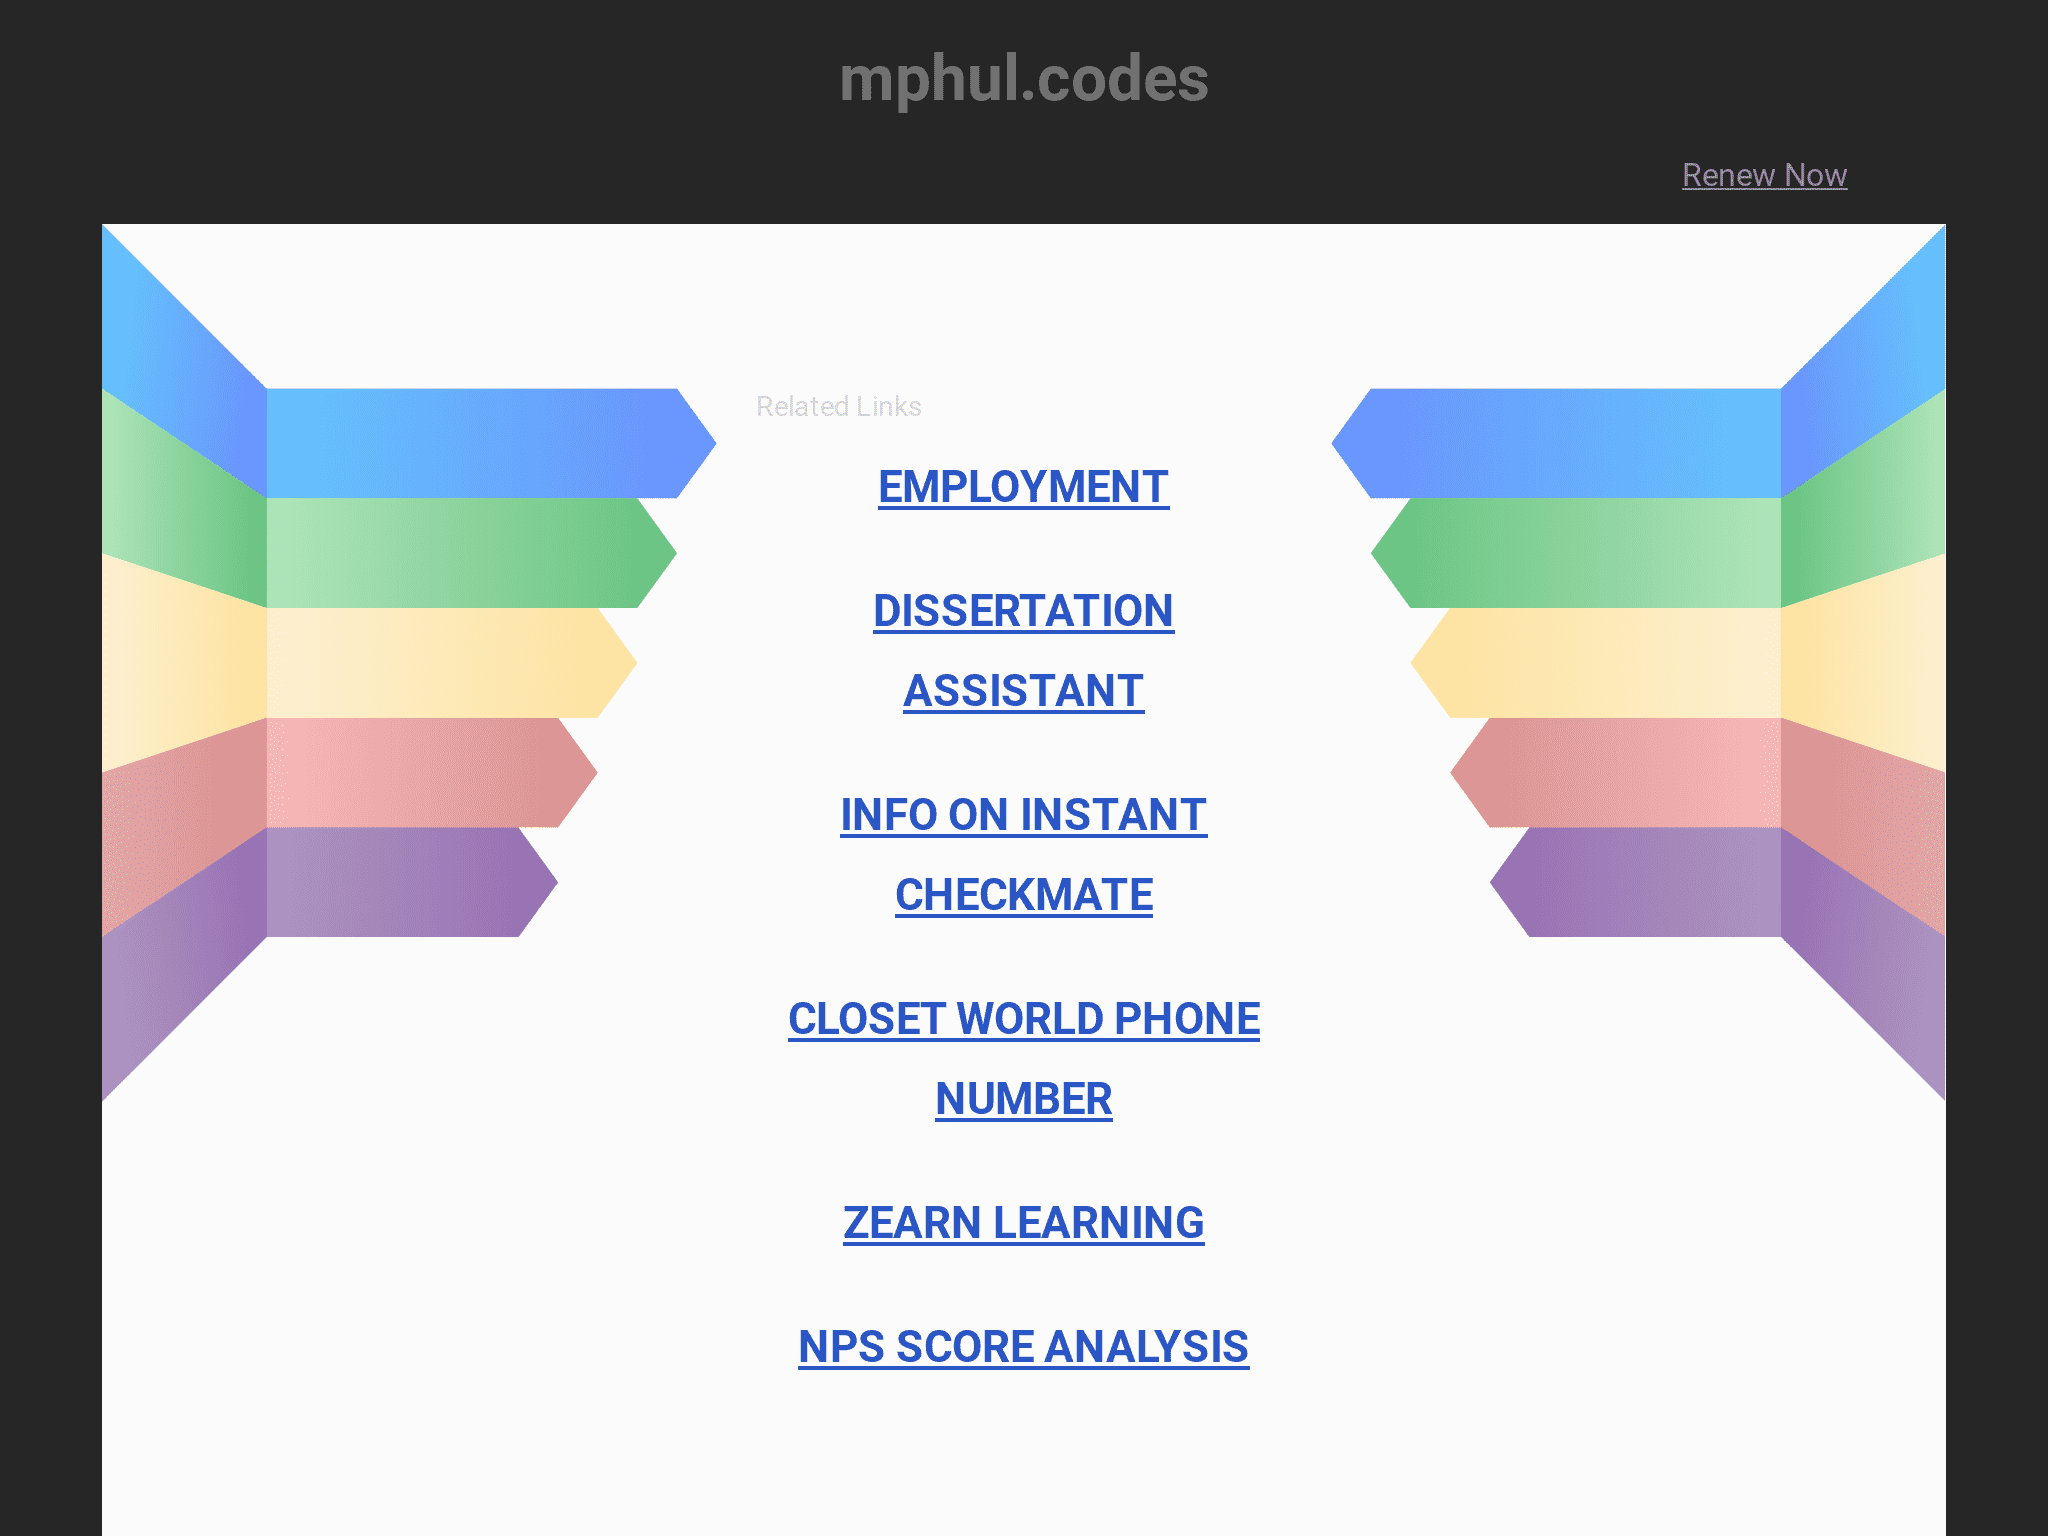 mphul.codes
Renew Now
Related Links
EMPLOYMENT
DISSERTATION
ASSISTANT
INFO ON INSTANT
CHECKMATE
CLOSET WORLD PHONE
NUMBER
ZEARN LEARNING
NPS SCORE ANALYSIS